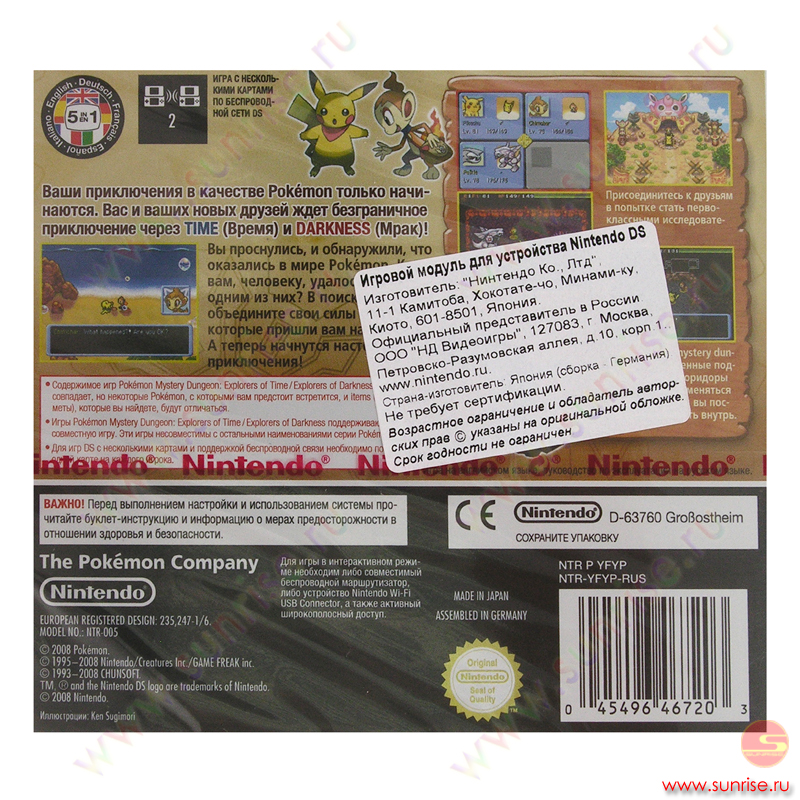 English • Deutsch • Français • Español • Italiano
5 IN EN 1
2
ИГРА С НЕСКОЛЬ-
КИМИ КАРТАМИ
ПО БЕСПРОВОД-
НОЙ СЕТИ DS
Ваши приключения в качестве Pokémon только начи-
наются. Вас и ваших новых друзей ждет безграничное
приключение через TIME (Время) и DARKNESS (Мрак)!
Вы проснулись, и обнаружили, что
оказались в мире Pokémon.
вам, человеку, удалось
одним из них? В поиск
объедините свои силы
которые пришли вам на
А теперь начнутся настоя
приключения!
Присоединитесь к друзьям
в попытке стать перво-
классными исследовате-
Игровой модуль для устройства Nintendo DS
Изготовитель: "Нинтендо Ко., Лтд",
11-1 Камитоба, Хокотате-чо, Минами-ку,
Киото, 601-8501, Япония.
Официальный представитель в России
ООО "НД Видеоигры", 127083, г Москва,
Петровско-Разумовская аллея, д.10, корп 1.,
www.nintendo.ru.
Страна-изготовитель: Япония (сборка - Германия)
Не требует сертификации.
Возрастное ограничение и обладатель автор-
ских прав © указаны на оригинальной обложке.
Срок годности не ограничен
mystery dun-
• Содержимое игр Pokémon Mystery Dungeon: Explorers of Time/Explorers of Darkness
совпадает, но некоторые Pokémon, с которыми вам предстоит встретится, и items
меты), которые вы найдете, будут отличаться.
• Игры Pokémon Mystery Dungeon: Explorers of Time / Explorers of Darkness поддержива
совместную игру. Эти игры несовместимы с остальными наименованиями серии Pokémon
• Для игр DS с несколькими картами и поддержкой беспроводной связи необходимо по
одной карте на каждого игрока.
Nintendo® Nintendo® Nintendo® Nintendo®
ВАЖНО! Перед выполнением настройки и использованием системы про-
читайте буклет-инструкцию и информацию о мерах предосторожности в
отношении здоровья и безопасности.
CE Nintendo® D-63760 Großostheim
СОХРАНИТЕ УПАКОВКУ
The Pokémon Company
Nintendo®
EUROPEAN REGISTERED DESIGN: 235,247-1/6.
MODEL NO.: NTR-005
Для игры в интерактивном режи-
ме необходим либо совместимый
беспроводной маршрутизатор,
либо устройство Nintendo Wi-Fi
USB Connector, а также активный
широкополосный доступ.
MADE IN JAPAN
ASSEMBLED IN GERMANY
NTR P YFYP
NTR-YFYP-RUS
© 2008 Pokémon.
© 1995–2008 Nintendo/Creatures Inc./GAME FREAK inc.
© 1993–2008 CHUNSOFT.
TM, ® and the Nintendo DS logo are trademarks of Nintendo.
© 2008 Nintendo.
Иллюстрации: Ken Sugimori
Original
Nintendo®
Seal of
Quality
0 45496 46720 3
www.sunrise.ru